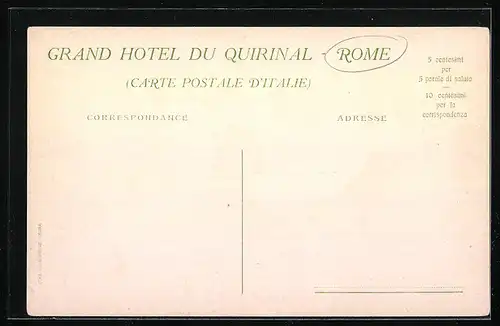 GRAND HOTEL DU QUIRINAL - ROME
(CARTE POSTALE D'ITALIE)
CORRESPONDANCE
ADRESSE
5 centesimi
per
5 parole di saluto
—
10 centesimi
per la
corrispondenza